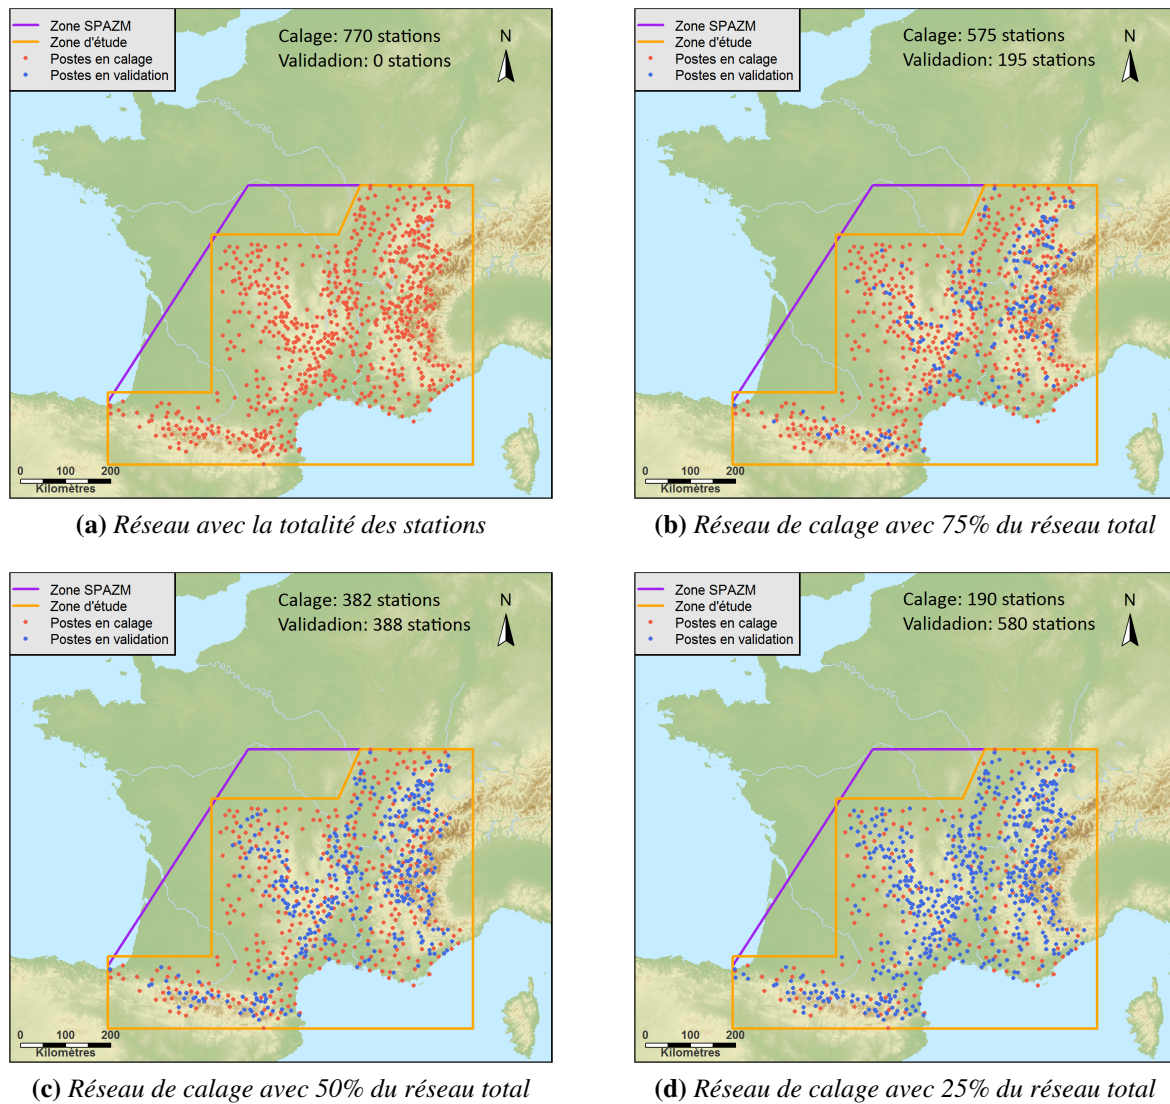 Zone SPAZM
Zone d'étude
Postes en calage
Postes en validation
Calage: 770 stations
Validadion: 0 stations
N
0 100 200
Kilomètres
(a) Réseau avec la totalité des stations
Zone SPAZM
Zone d'étude
Postes en calage
Postes en validation
Calage: 575 stations
Validadion: 195 stations
N
0 100 200
Kilomètres
(b) Réseau de calage avec 75% du réseau total
Zone SPAZM
Zone d'étude
Postes en calage
Postes en validation
Calage: 382 stations
Validadion: 388 stations
N
0 100 200
Kilomètres
(c) Réseau de calage avec 50% du réseau total
Zone SPAZM
Zone d'étude
Postes en calage
Postes en validation
Calage: 190 stations
Validadion: 580 stations
N
0 100 200
Kilomètres
(d) Réseau de calage avec 25% du réseau total